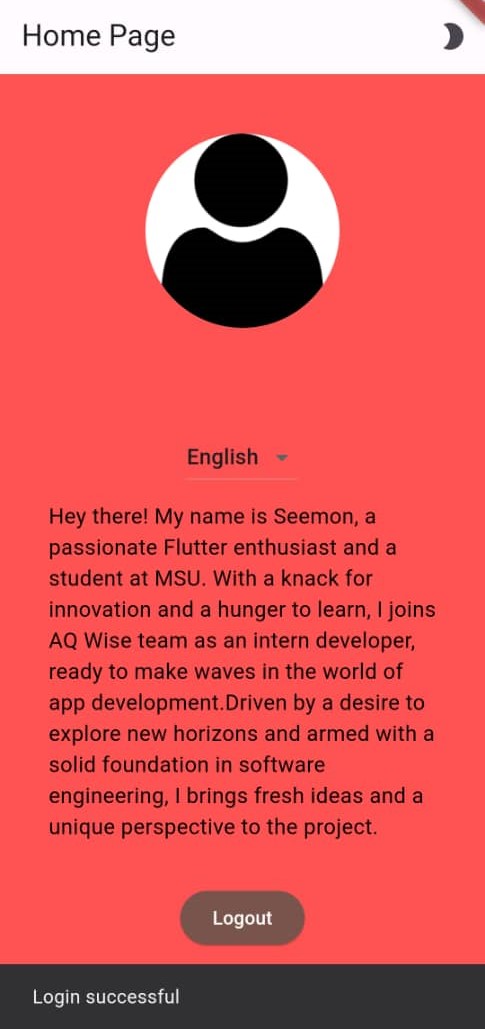 Home Page
English
Hey there! My name is Seemon, a
passionate Flutter enthusiast and a
student at MSU. With a knack for
innovation and a hunger to learn, I joins
AQ Wise team as an intern developer,
ready to make waves in the world of
app development.Driven by a desire to
explore new horizons and armed with a
solid foundation in software
engineering, I brings fresh ideas and a
unique perspective to the project.
Logout
Login successful